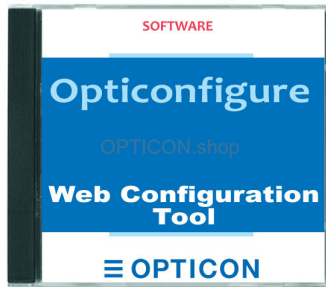 SOFTWARE
Opticonfigure
OPTICON.shop
Web Configuration
Tool
OPTICON